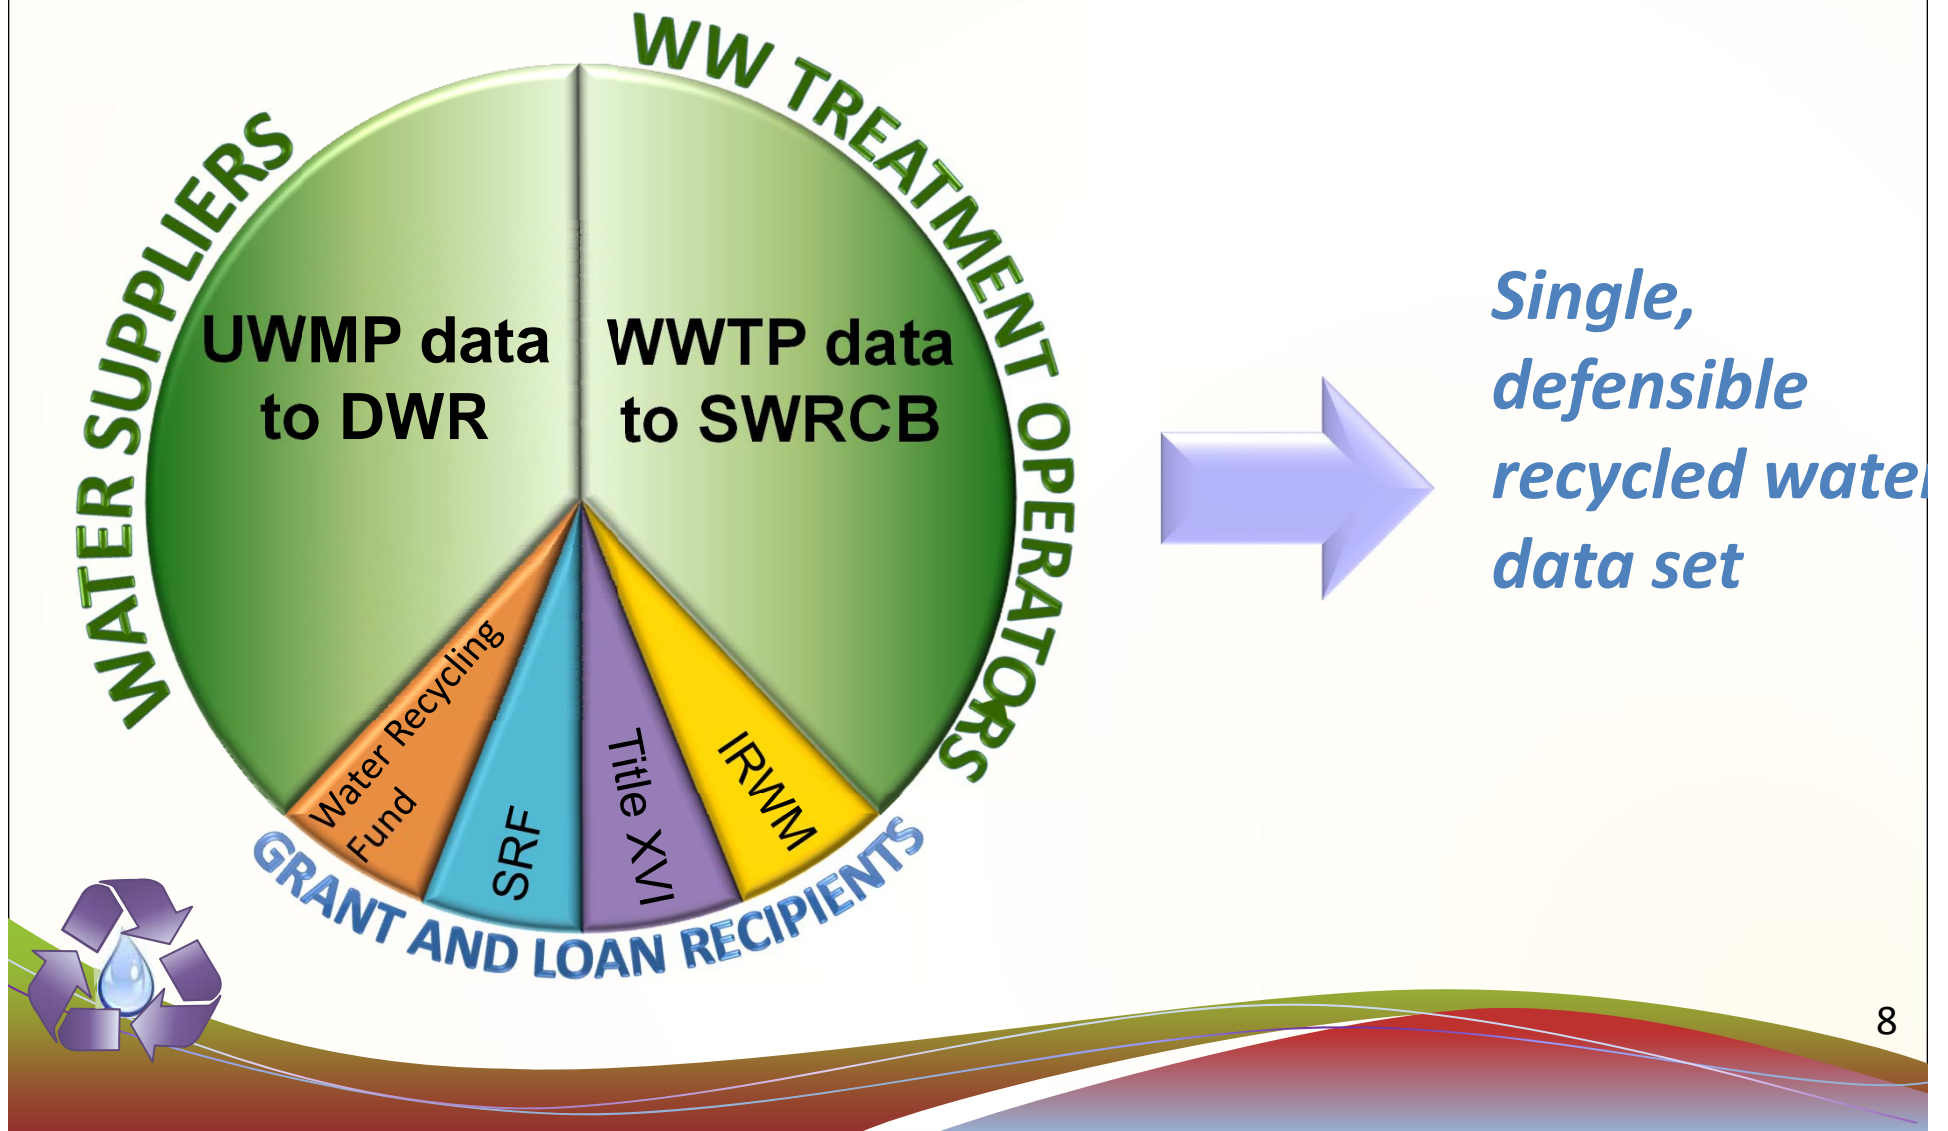 WATER SUPPLIERS
WW TREATMENT OPERATORS
UWMP data
to DWR
WWTP data
to SWRCB
Water Recycling
Fund
SRF
Title XVI
IRWM
GRANT AND LOAN RECIPIENTS
Single,
defensible
recycled water
data set
8